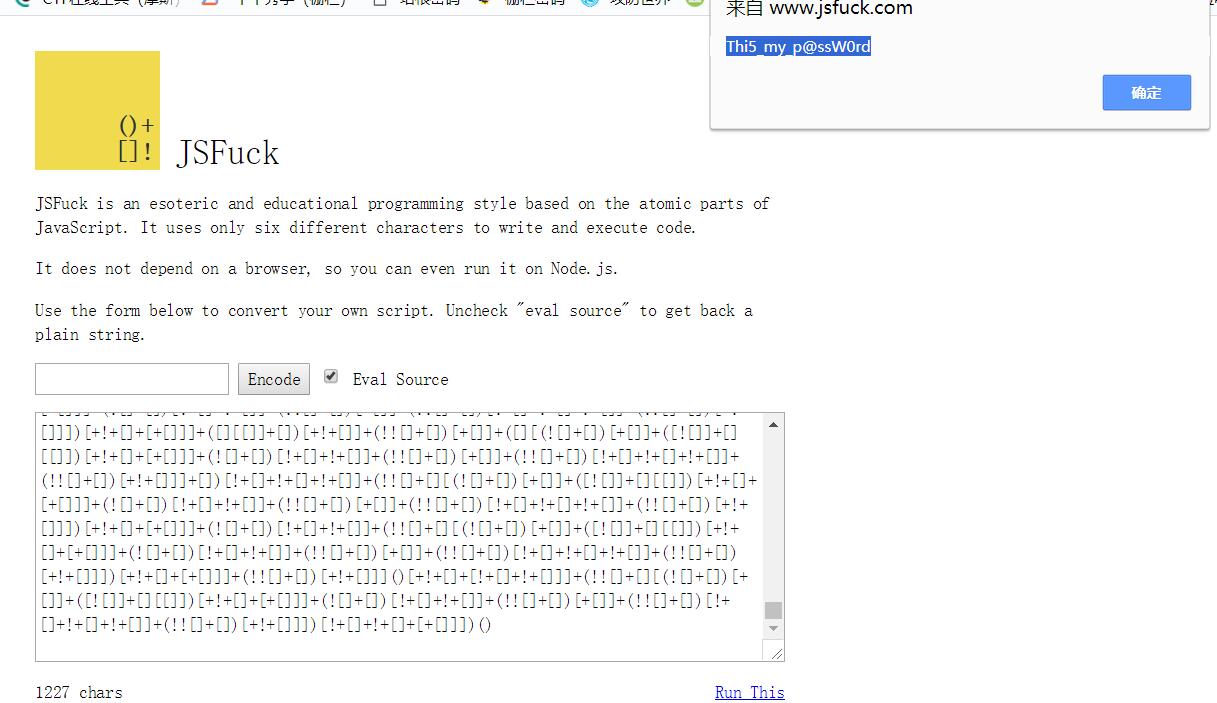 来自 www.jsfuck.com
Thi5_my_p@ssW0rd
确定
()+
[]!
JSFuck
JSFuck is an esoteric and educational programming style based on the atomic parts of
JavaScript. It uses only six different characters to write and execute code.
It does not depend on a browser, so you can even run it on Node.js.
Use the form below to convert your own script. Uncheck "eval source" to get back a
plain string.
Encode
Eval Source
[]]])[+!+[]+[+[]]]+([][[]]+[])[+!+[]]+(!![]+[])[+[]]+([][(![]+[])[+[]]+([![]]+[]
[[]])[+!+[]+[+[]]]+(![]+[])[!+[]+!+[]]+(!![]+[])[+[]]+(!![]+[])[!+[]+!+[]+!+[]]+
(!![]+[])[+!+[]]]+[])[!+[]+!+[]+!+[]]+(!![]+[][(![]+[])[+[]]+([![]]+[][[]])[+!+[]+
[+[]]]+(![]+[])[!+[]+!+[]]+(!![]+[])[+[]]+(!![]+[])[!+[]+!+[]+!+[]]+(!![]+[])[+!+
[]]])[+!+[]+[+[]]]+(![]+[])[!+[]+!+[]]+(!![]+[][(![]+[])[+[]]+([![]]+[][[]])[+!+
[]+[+[]]]+(![]+[])[!+[]+!+[]]+(!![]+[])[+[]]+(!![]+[])[!+[]+!+[]+!+[]]+(!![]+[])
[+!+[]]])[+!+[]+[+[]]]+(!![]+[])[+!+[]]]()[+!+[]+[!+[]+!+[]]]+(!![]+[][(![]+[])[+
[]]+([![]]+[][[]])[+!+[]+[+[]]]+(![]+[])[!+[]+!+[]]+(!![]+[])[+[]]+(!![]+[])[!+
[]+!+[]+!+[]]+(!![]+[])[+!+[]]])[!+[]+!+[]+[+[]]])()
1227 chars
Run This